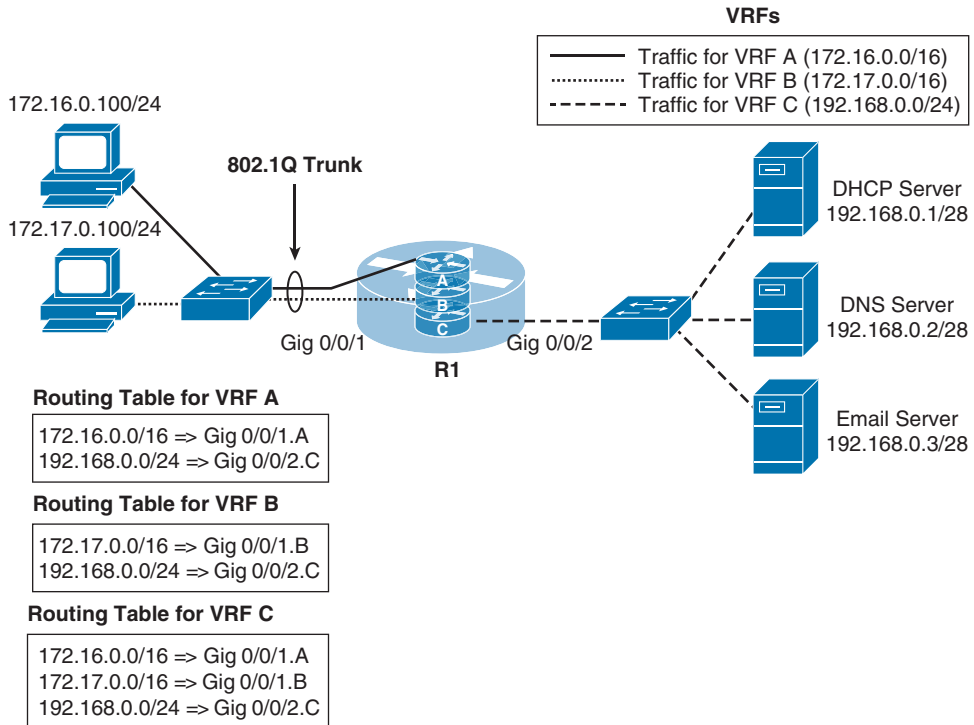 VRFs
Traffic for VRF A (172.16.0.0/16)
Traffic for VRF B (172.17.0.0/16)
Traffic for VRF C (192.168.0.0/24)
172.16.0.100/24
802.1Q Trunk
172.17.0.100/24
DHCP Server
192.168.0.1/28
A
B
C
Gig 0/0/1
Gig 0/0/2
R1
DNS Server
192.168.0.2/28
Email Server
192.168.0.3/28
Routing Table for VRF A
172.16.0.0/16 => Gig 0/0/1.A
192.168.0.0/24 => Gig 0/0/2.C
Routing Table for VRF B
172.17.0.0/16 => Gig 0/0/1.B
192.168.0.0/24 => Gig 0/0/2.C
Routing Table for VRF C
172.16.0.0/16 => Gig 0/0/1.A
172.17.0.0/16 => Gig 0/0/1.B
192.168.0.0/24 => Gig 0/0/2.C